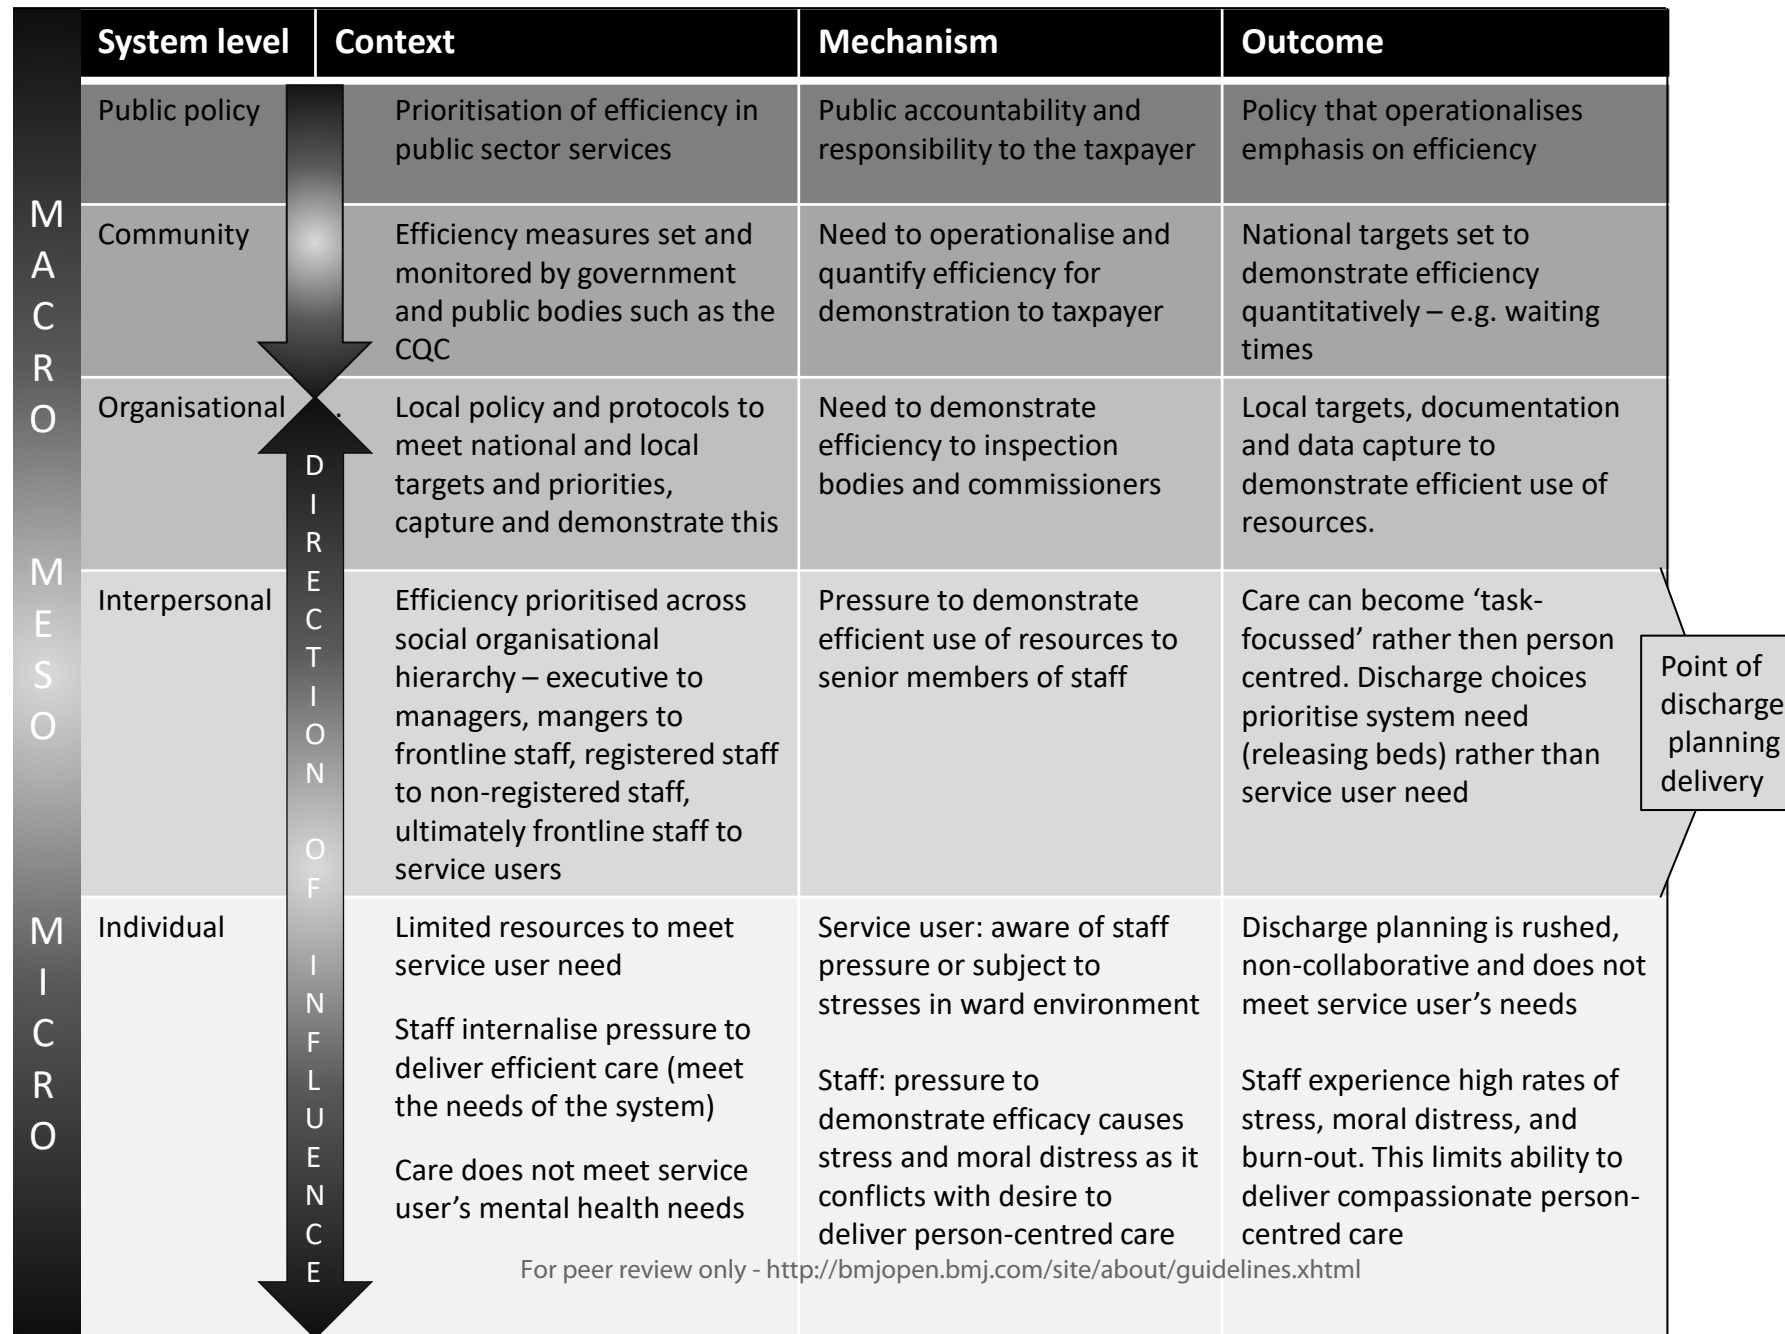 System level
Context
Mechanism
Outcome
Public policy
Prioritisation of efficiency in
public sector services
Public accountability and
responsibility to the taxpayer
Policy that operationalises
emphasis on efficiency
Community
Efficiency measures set and
monitored by government
and public bodies such as the
CQC
Need to operationalise and
quantify efficiency for
demonstration to taxpayer
National targets set to
demonstrate efficiency
quantitatively – e.g. waiting
times
Organisational
.
Local policy and protocols to
meet national and local
targets and priorities,
capture and demonstrate this
Need to demonstrate
efficiency to inspection
bodies and commissioners
Local targets, documentation
and data capture to
demonstrate efficient use of
resources.
Interpersonal
Efficiency prioritised across
social organisational
hierarchy – executive to
managers, mangers to
frontline staff, registered staff
to non-registered staff,
ultimately frontline staff to
service users
Pressure to demonstrate
efficient use of resources to
senior members of staff
Care can become ‘task-
focussed’ rather then person
centred. Discharge choices
prioritise system need
(releasing beds) rather than
service user need
Point of
discharge
planning
delivery
Individual
Limited resources to meet
service user need
Staff internalise pressure to
deliver efficient care (meet
the needs of the system)
Care does not meet service
user’s mental health needs
Service user: aware of staff
pressure or subject to
stresses in ward environment
Staff: pressure to
demonstrate efficacy causes
stress and moral distress as it
conflicts with desire to
deliver person-centred care
Discharge planning is rushed,
non-collaborative and does not
meet service user’s needs
Staff experience high rates of
stress, moral distress, and
burn-out. This limits ability to
deliver compassionate person-
centred care
MACRO
MESO
MICRO
DIRECTION OF INFLUENCE
For peer review only - http://bmjopen.bmj.com/site/about/guidelines.xhtml